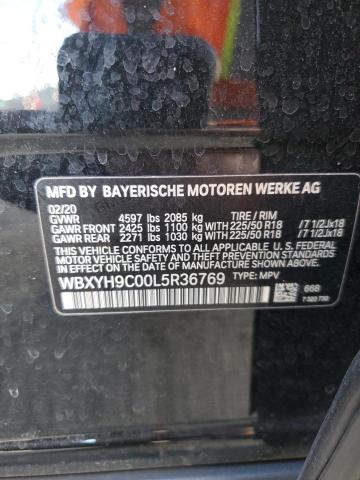 MFD BY BAYERISCHE MOTOREN WERKE AG
02/20
GVWR 4597 lbs 2085 kg TIRE / RIM
GAWR FRONT 2425 lbs 1100 KG 225/50 R18 /7 1/2Jx18
GAWR REAR 2271 lbs 1030 KG 225/50 R18 /7 1/2Jx18
THIS VEHICLE CONFORMS TO ALL APPLICABLE U.S. FEDERAL MOTOR
VEHICLE SAFETY, BUMPER, AND THEFT PREVENTION STANDARDS
IN EFFECT ON THE DATE OF MANUFACTURE SHOWN ABOVE.
WBXYH9C00L5R36769 TYPE: MPV
668